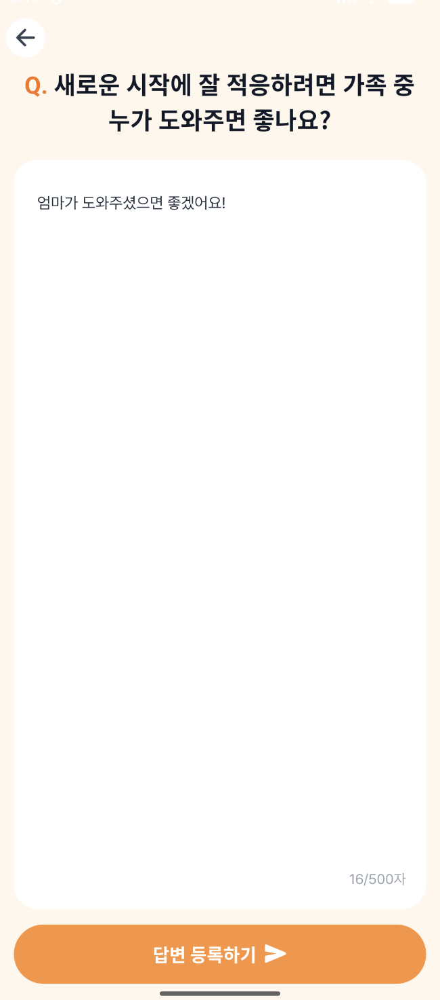 Q. 새로운 시작에 잘 적응하려면 가족 중
누가 도와주면 좋나요?
엄마가 도와주셨으면 좋겠어요!
16/500자
답변 등록하기